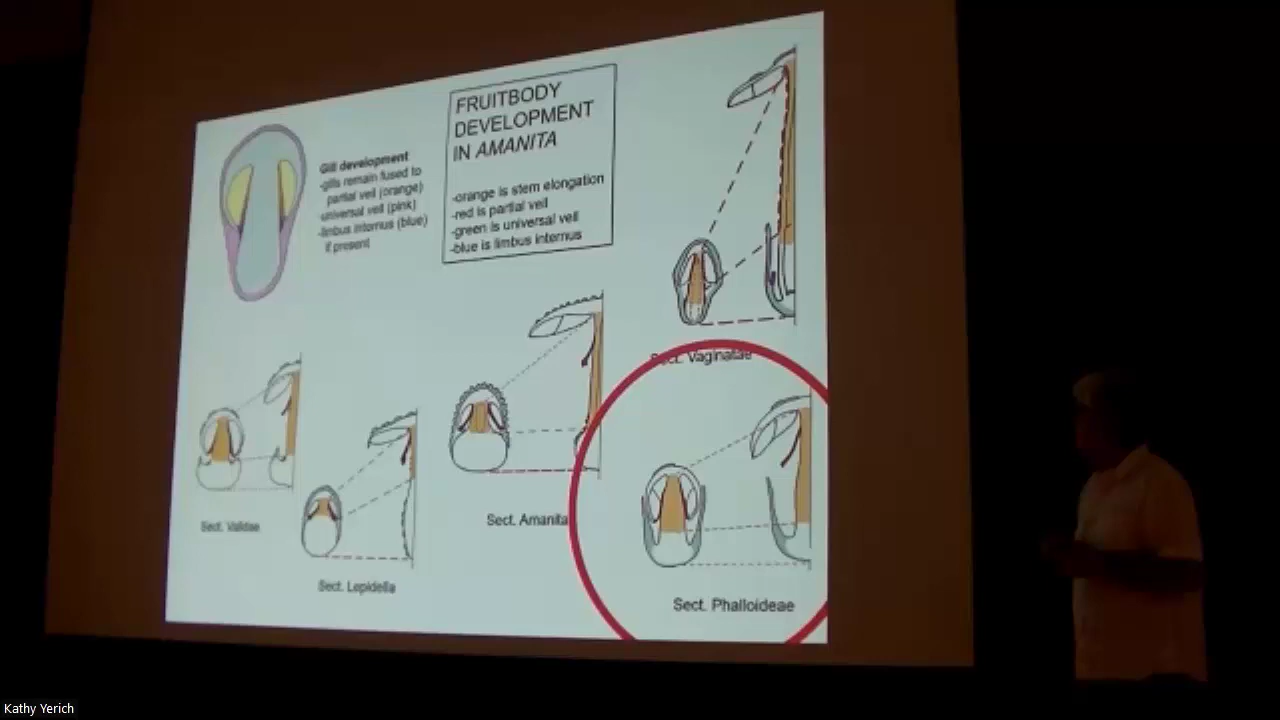 FRUITBODY
DEVELOPMENT
IN AMANITA
-orange is stem elongation
-red is partial veil
-green is universal veil
-blue is limbus internus
Gill development
-gills remain fused to
partial veil (orange)
-universal veil (pink)
-limbus internus (blue)
if present
Sect. Vaginatae
Sect. Validae
Sect. Lepidella
Sect. Amanita
Sect. Phalloideae
Kathy Yerich